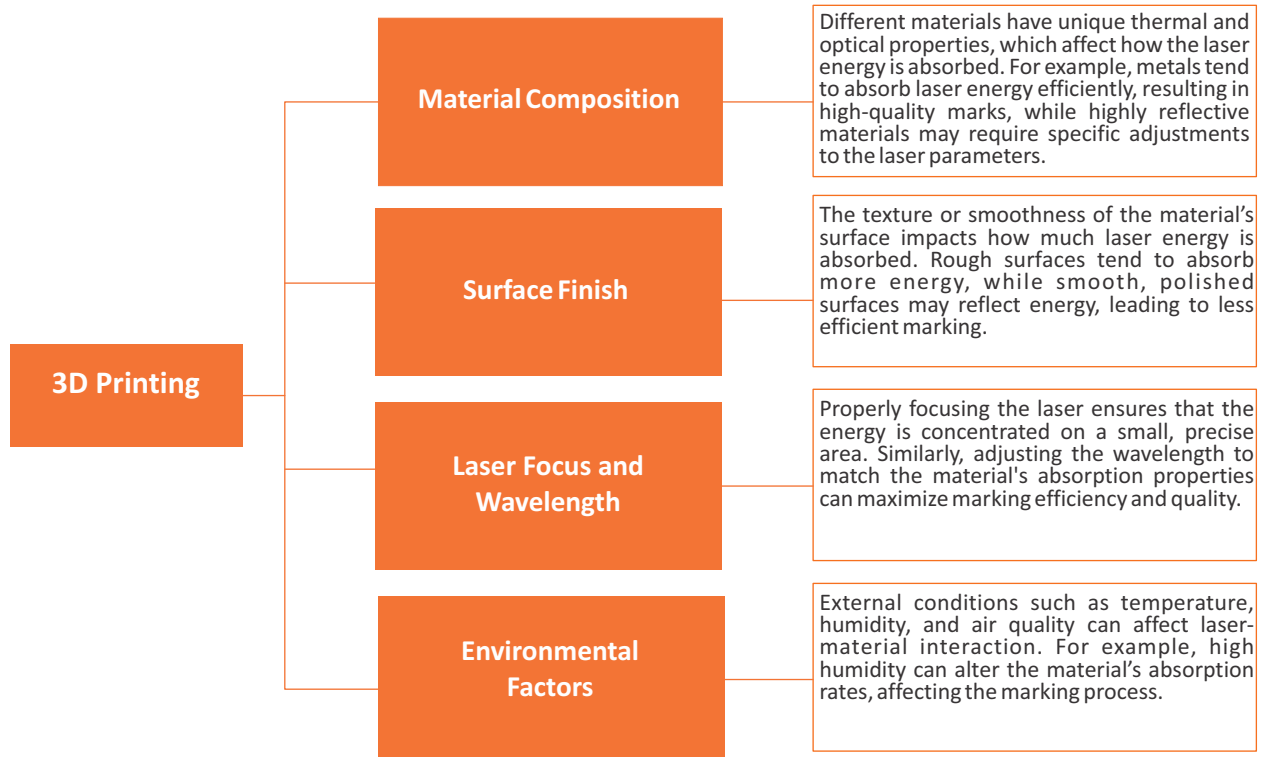 3D Printing
Material Composition
Different materials have unique thermal and
optical properties, which affect how the laser
energy is absorbed. For example, metals tend
to absorb laser energy efficiently, resulting in
high-quality marks, while highly reflective
materials may require specific adjustments
to the laser parameters.
Surface Finish
The texture or smoothness of the material’s
surface impacts how much laser energy is
absorbed. Rough surfaces tend to absorb
more energy, while smooth, polished
surfaces may reflect energy, leading to less
efficient marking.
Laser Focus and
Wavelength
Properly focusing the laser ensures that the
energy is concentrated on a small, precise
area. Similarly, adjusting the wavelength to
match the material's absorption properties
can maximize marking efficiency and quality.
Environmental
Factors
External conditions such as temperature,
humidity, and air quality can affect laser-
material interaction. For example, high
humidity can alter the material’s absorption
rates, affecting the marking process.